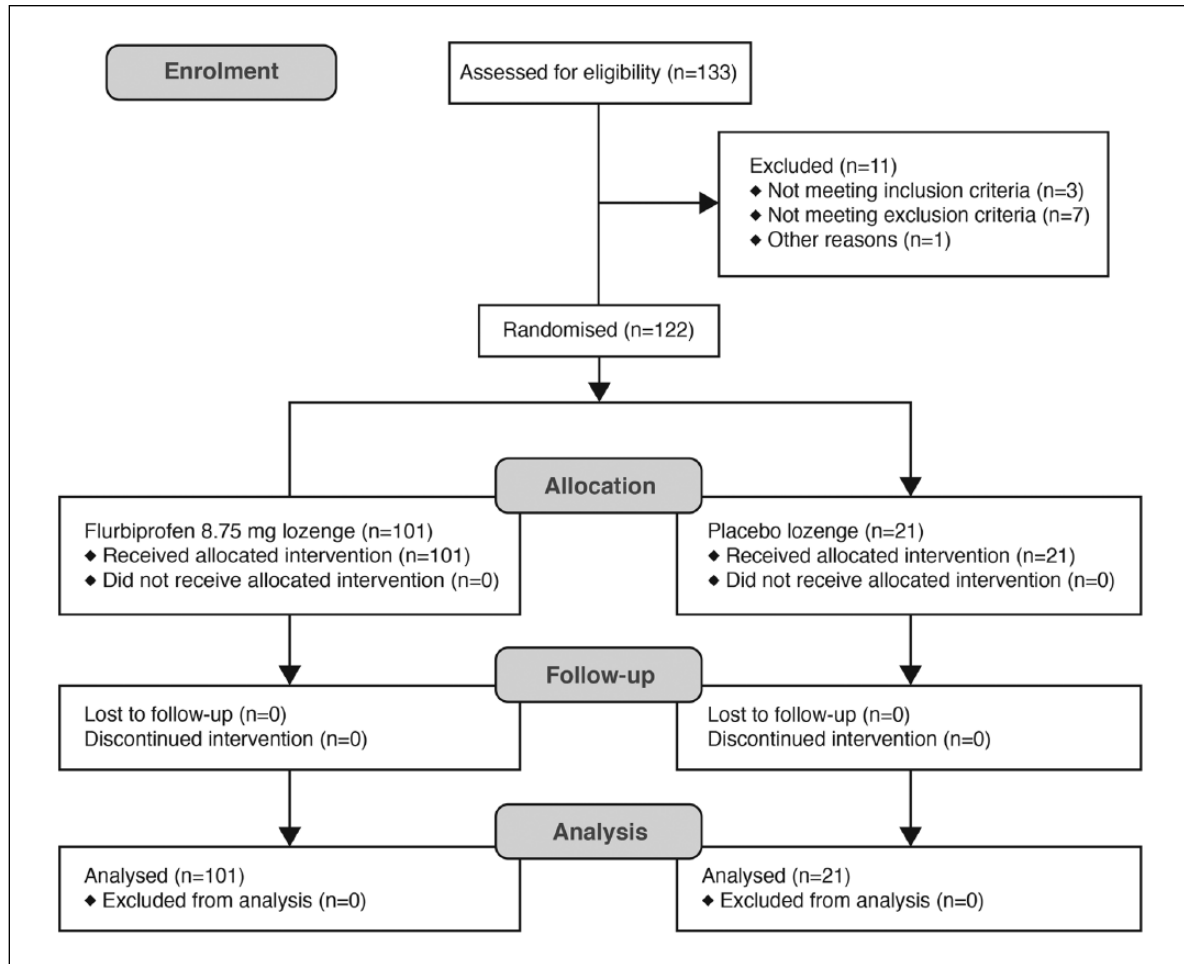 Enrolment
Assessed for eligibility (n=133)
Excluded (n=11)
◆ Not meeting inclusion criteria (n=3)
◆ Not meeting exclusion criteria (n=7)
◆ Other reasons (n=1)
Randomised (n=122)
Allocation
Flurbiprofen 8.75 mg lozenge (n=101)
◆ Received allocated intervention (n=101)
◆ Did not receive allocated intervention (n=0)
Placebo lozenge (n=21)
◆ Received allocated intervention (n=21)
◆ Did not receive allocated intervention (n=0)
Follow-up
Lost to follow-up (n=0)
Discontinued intervention (n=0)
Lost to follow-up (n=0)
Discontinued intervention (n=0)
Analysis
Analysed (n=101)
◆ Excluded from analysis (n=0)
Analysed (n=21)
◆ Excluded from analysis (n=0)